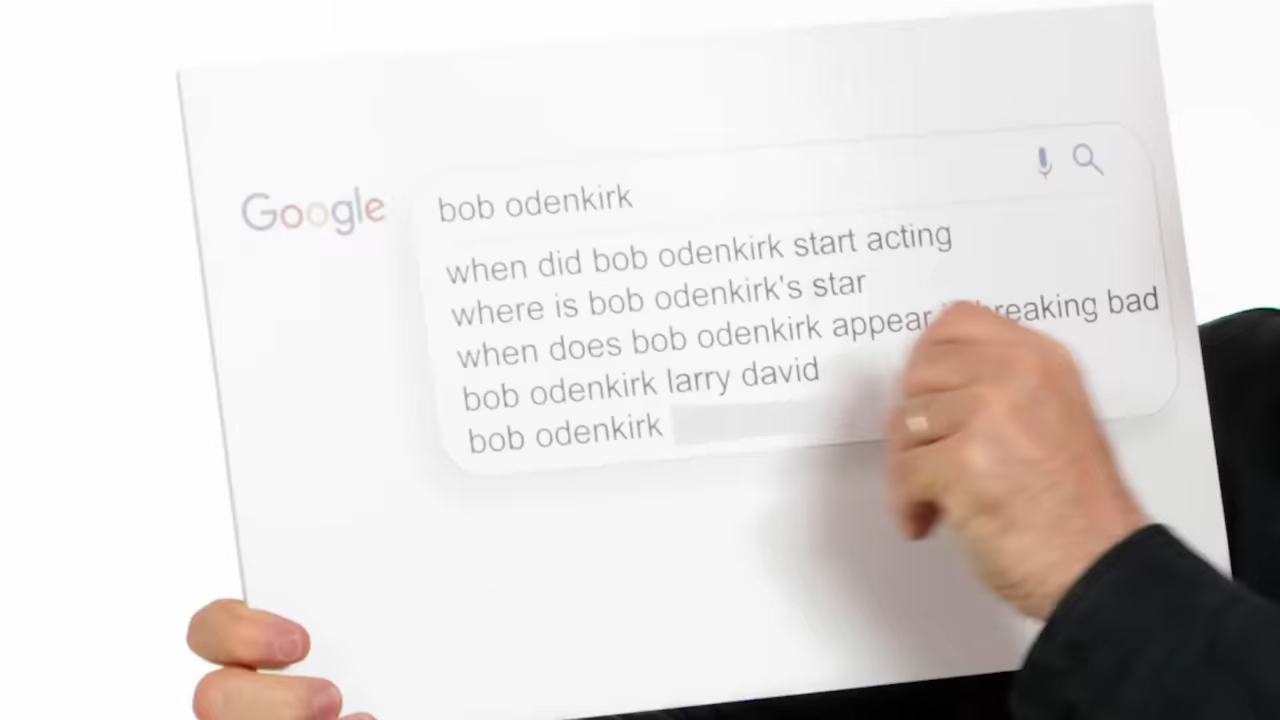 Google
bob odenkirk
when did bob odenkirk start acting
where is bob odenkirk's star
when does bob odenkirk appear breaking bad
bob odenkirk larry david
bob odenkirk